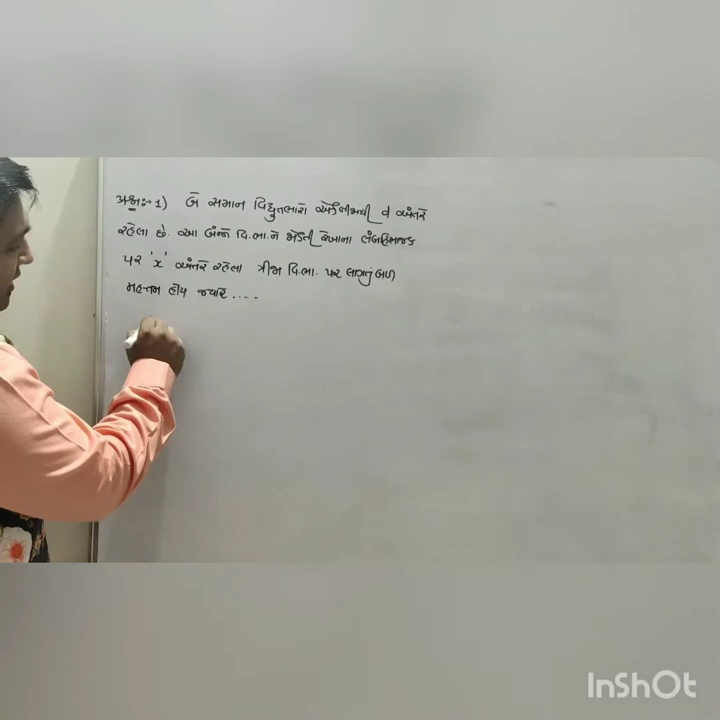 પ્રશ્ન:- 1) બે સમાન વિદ્યુતભારો એકબીજાથી d અંતરે
રહેલા છે. આ બંન્ને વિ.ભા.ને જોડતી રેખાના લંબદ્વિભાજક
પર 'x' અંતરે રહેલા ત્રીજા વિ.ભા. પર લાગતું બળ
મહત્તમ હોય જ્યારે ....
InShOt